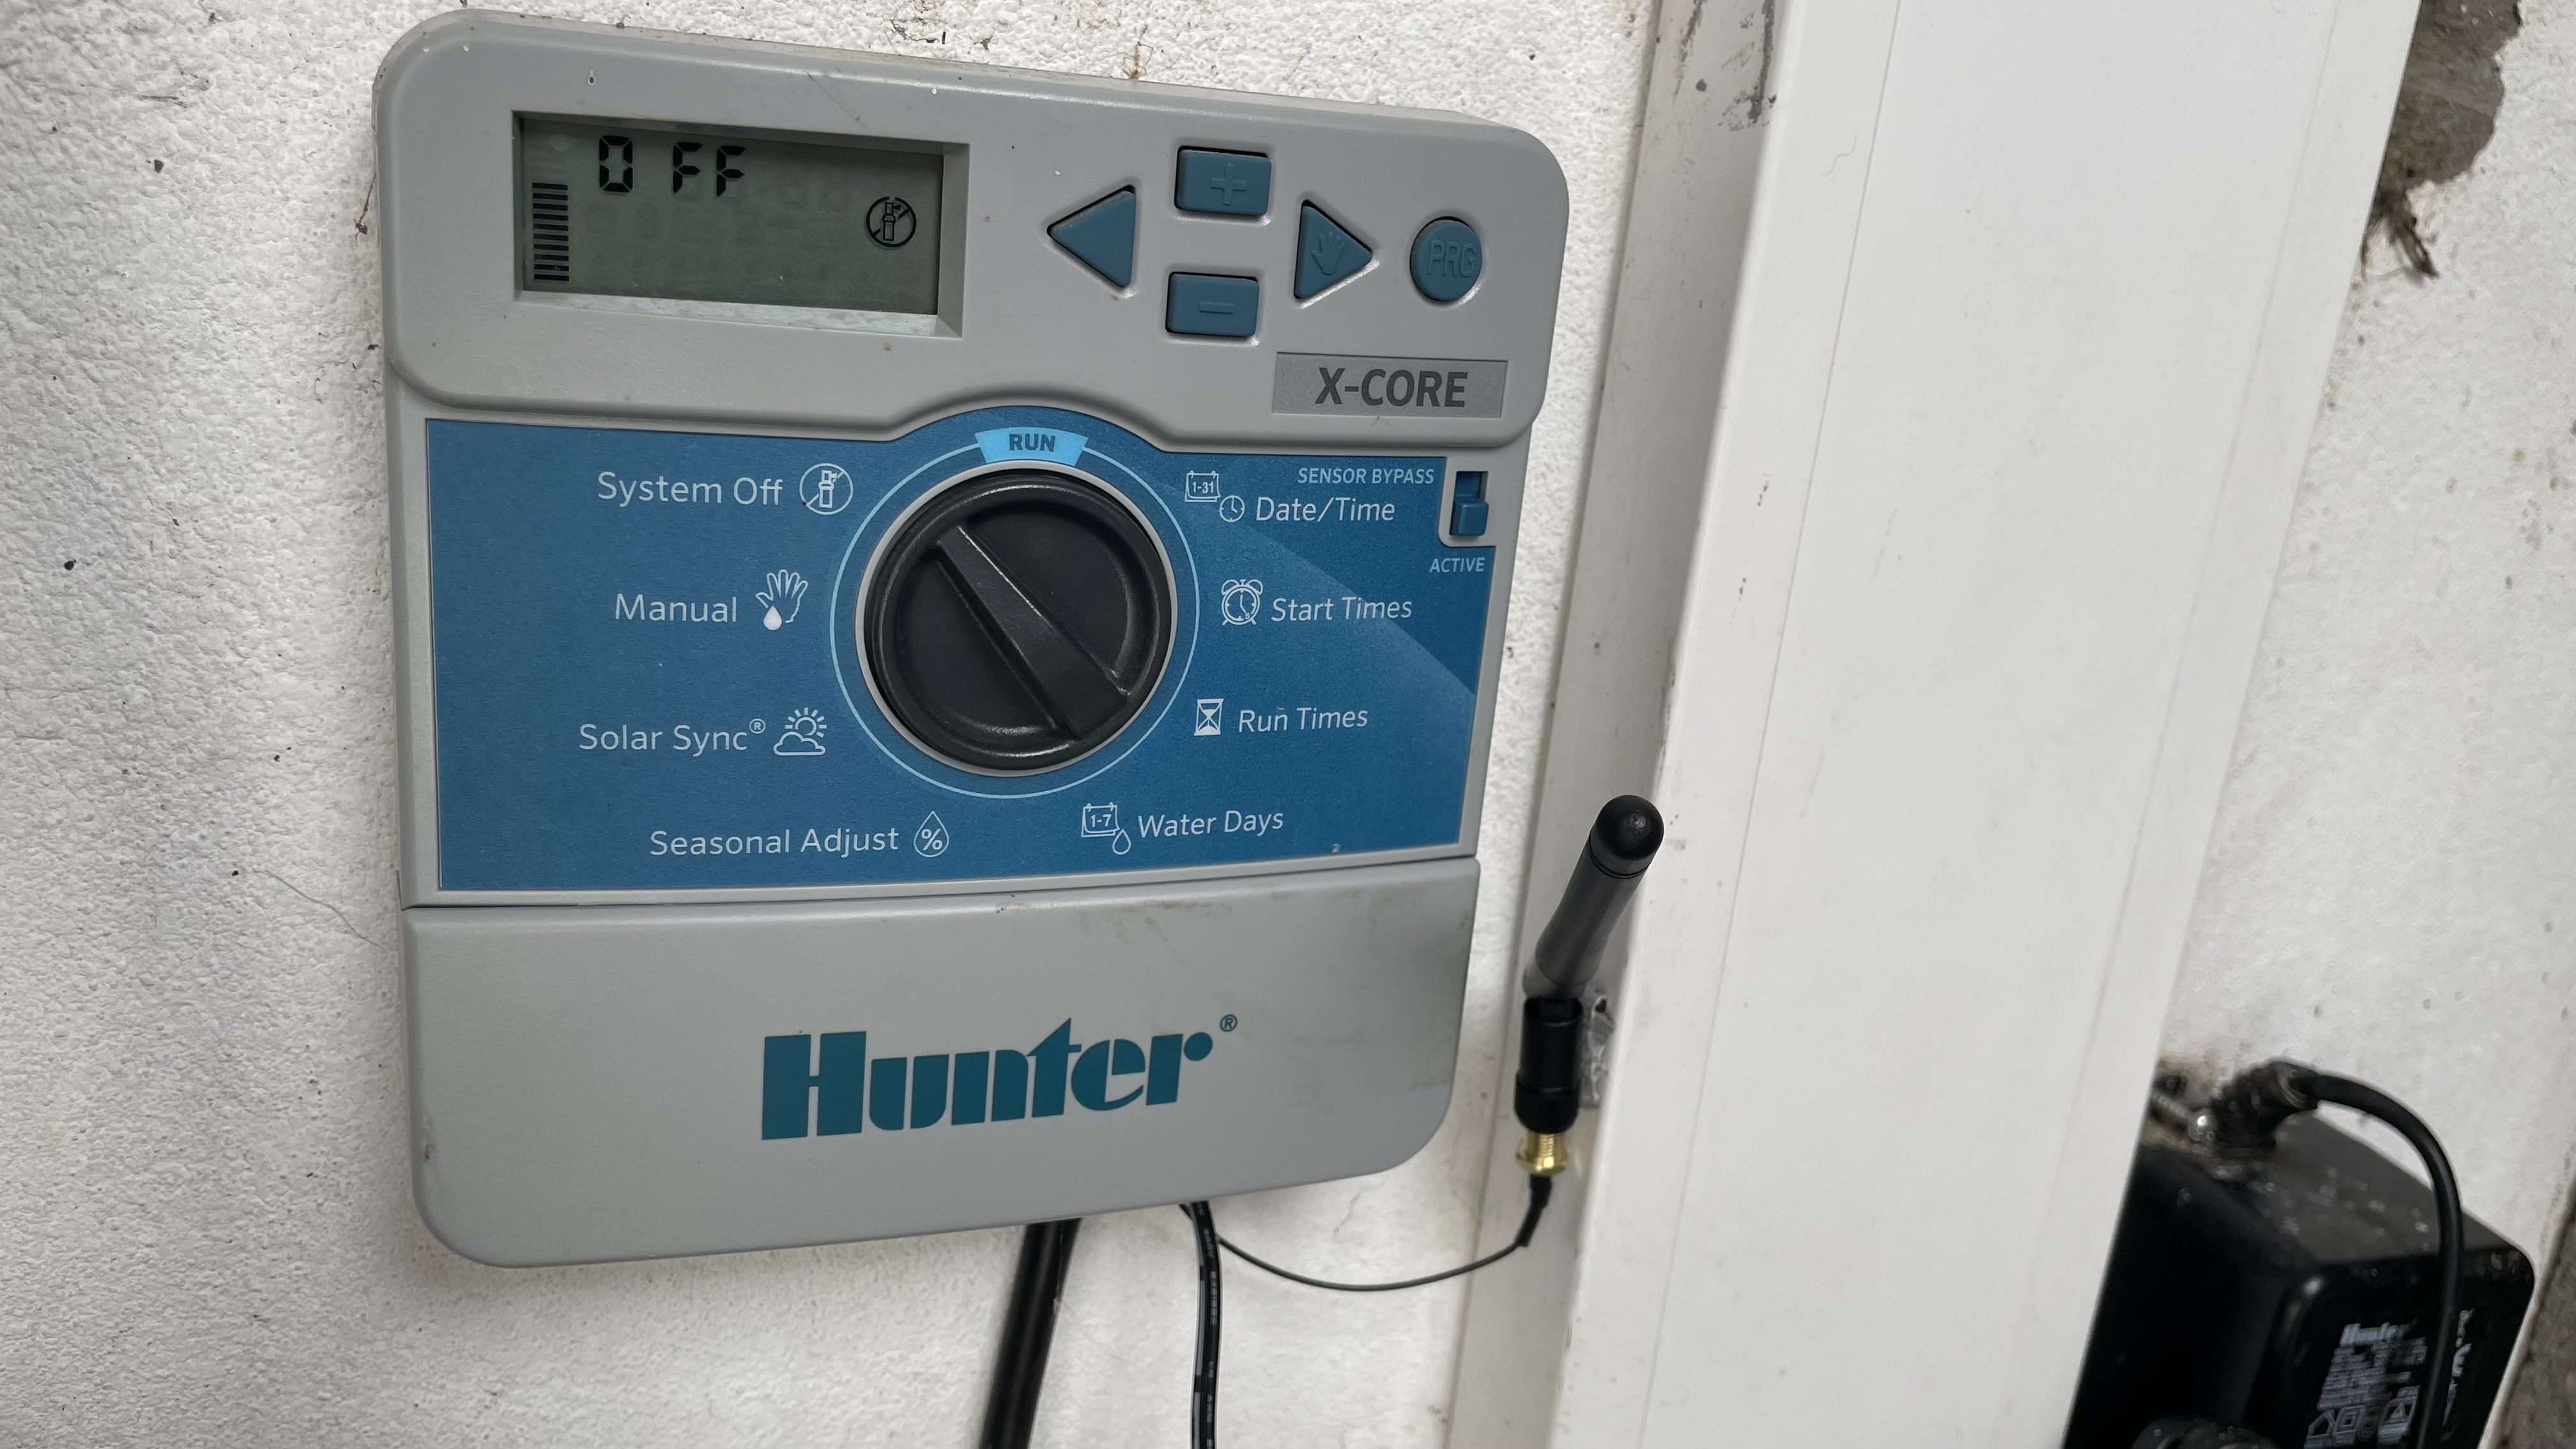 OFF
+
PRG
-
X-CORE
RUN
System Off
1-31
Date/Time
SENSOR BYPASS
ACTIVE
Manual
Start Times
Solar Sync®
Run Times
Seasonal Adjust %
1-7 Water Days
Hunter®
Hunter